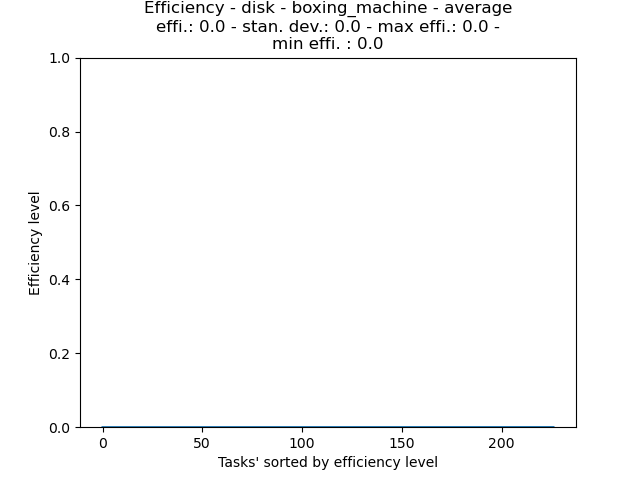 Efficiency - disk - boxing_machine - average
effi.: 0.0 - stan. dev.: 0.0 - max effi.: 0.0 -
min effi. : 0.0
1.0
0.8
0.6
0.4
0.2
0.0
Efficiency level
0 50 100 150 200
Tasks' sorted by efficiency level